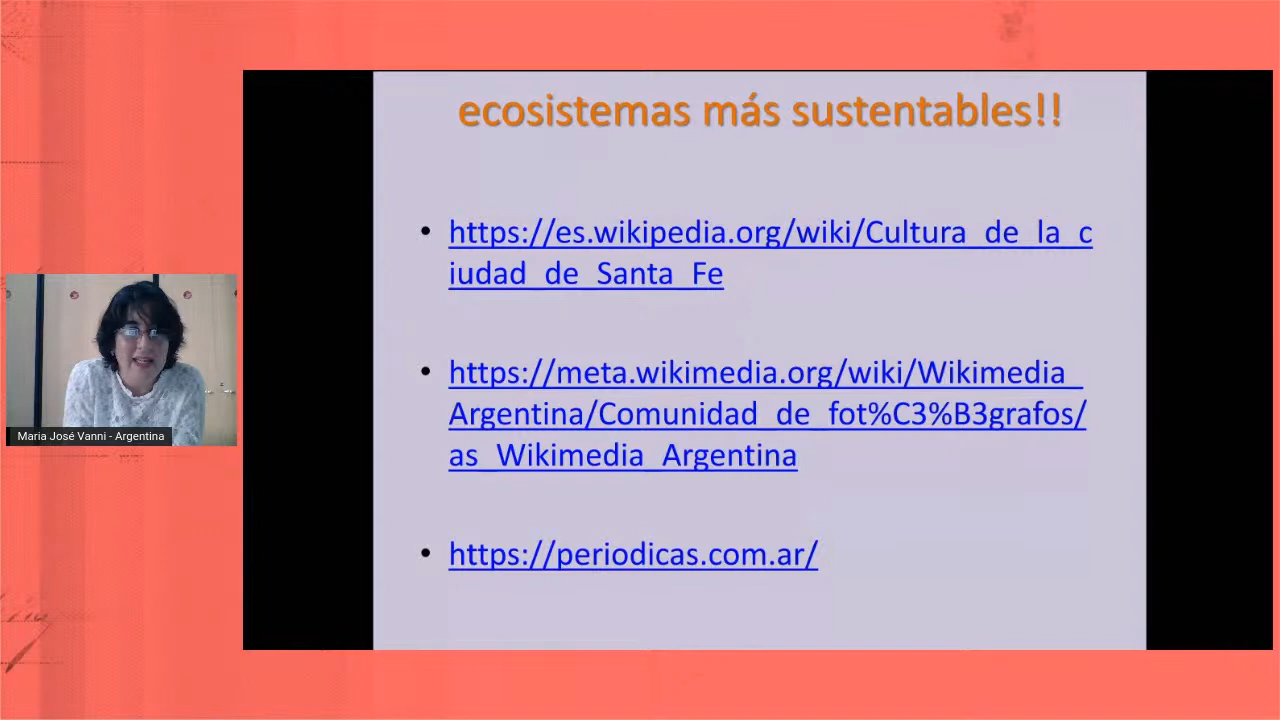 ecosistemas más sustentables!!
• https://es.wikipedia.org/wiki/Cultura_de_la_c
iudad_de_Santa_Fe
• https://meta.wikimedia.org/wiki/Wikimedia_
Argentina/Comunidad_de_fot%C3%B3grafos/
as_Wikimedia_Argentina
• https://periodicas.com.ar/
Maria José Vanni - Argentina